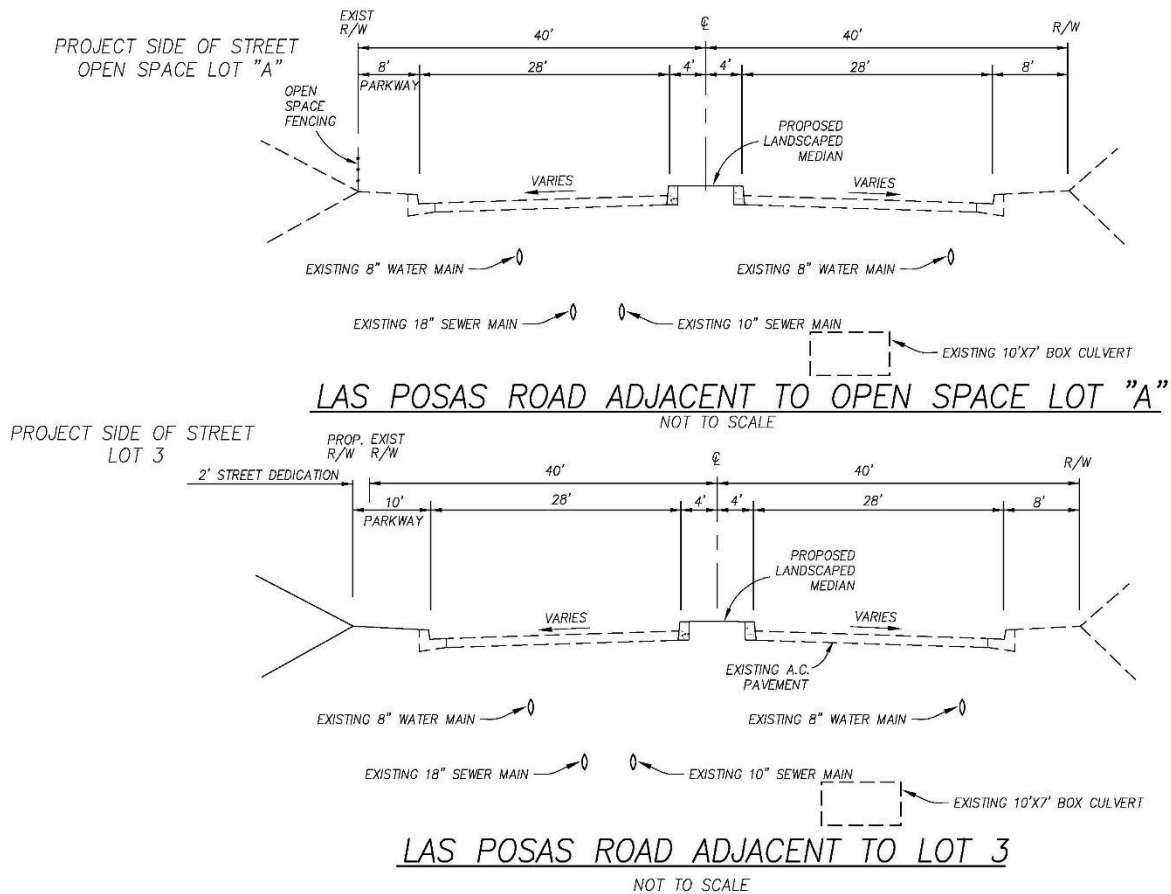 EXIST
R/W
℄
R/W
40'
40'
PROJECT SIDE OF STREET
OPEN SPACE LOT "A"
8'
28'
4'
4'
28'
8'
PARKWAY
OPEN
SPACE
FENCING
PROPOSED
LANDSCAPED
MEDIAN
VARIES
VARIES
EXISTING 8" WATER MAIN
EXISTING 8" WATER MAIN
EXISTING 18" SEWER MAIN
EXISTING 10" SEWER MAIN
EXISTING 10'X7' BOX CULVERT
LAS POSAS ROAD ADJACENT TO OPEN SPACE LOT "A"
NOT TO SCALE
PROJECT SIDE OF STREET
LOT 3
PROP. EXIST
R/W R/W
℄
R/W
2' STREET DEDICATION
40'
40'
10'
28'
4'
4'
28'
8'
PARKWAY
PROPOSED
LANDSCAPED
MEDIAN
VARIES
VARIES
EXISTING A.C.
PAVEMENT
EXISTING 8" WATER MAIN
EXISTING 8" WATER MAIN
EXISTING 18" SEWER MAIN
EXISTING 10" SEWER MAIN
EXISTING 10'X7' BOX CULVERT
LAS POSAS ROAD ADJACENT TO LOT 3
NOT TO SCALE